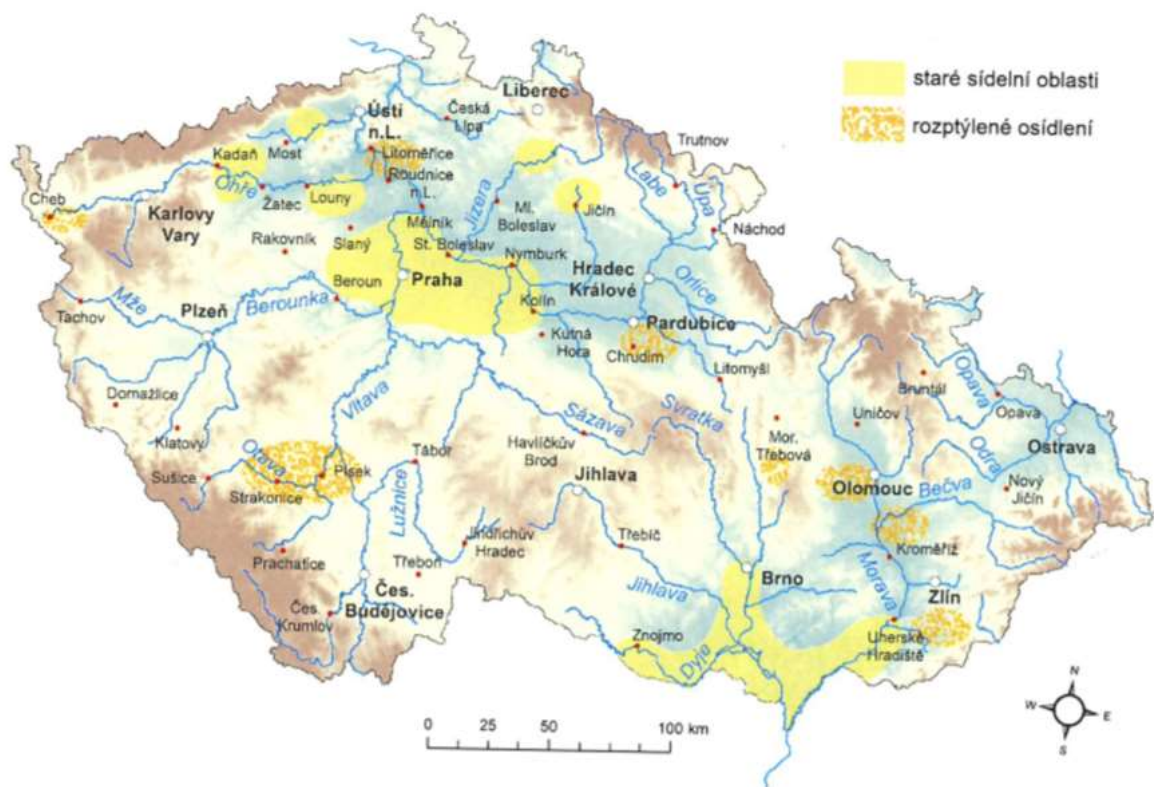 staré sídelní oblasti
rozptýlené osídlení
Liberec
Ústí
n.L.
Česká
Lípa
Trutnov
Most
Litoměřice
Kadaň
Roudnice
n.L.
Labe
Úpa
Cheb
Ohře
Žatec
Louny
Jizera
Ml.
Boleslav
Jičín
Karlovy
Vary
Mělník
Náchod
Slaný
Rakovník
St. Boleslav
Nymburk
Hradec
Králové
Orlice
Praha
Beroun
Mže
Berounka
Kolín
Tachov
Plzeň
Pardubice
Kutná
Hora
Chrudim
Litomyšl
Domažlice
Vltava
Sázava
Svratka
Bruntál
Opava
Opava
Uničov
Klatovy
Havlíčkův
Brod
Mor.
Třebová
Ostrava
Tábor
Odra
Otava
Písek
Jihlava
Sušice
Strakonice
Olomouc
Bečva
Nový
Jičín
Lužnice
Jindřichův
Hradec
Třebíč
Kroměříž
Prachatice
Třeboň
Brno
Morava
Zlín
Čes.
Budějovice
Jihlava
Čes.
Krumlov
Znojmo
Dyje
Uherské
Hradiště
N
W
E
S
0
25
50
100 km